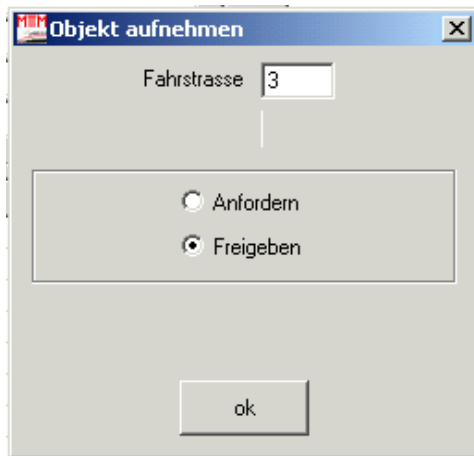 Objekt aufnehmen
Fahrstrasse 3
Anfordern
Freigeben
ok